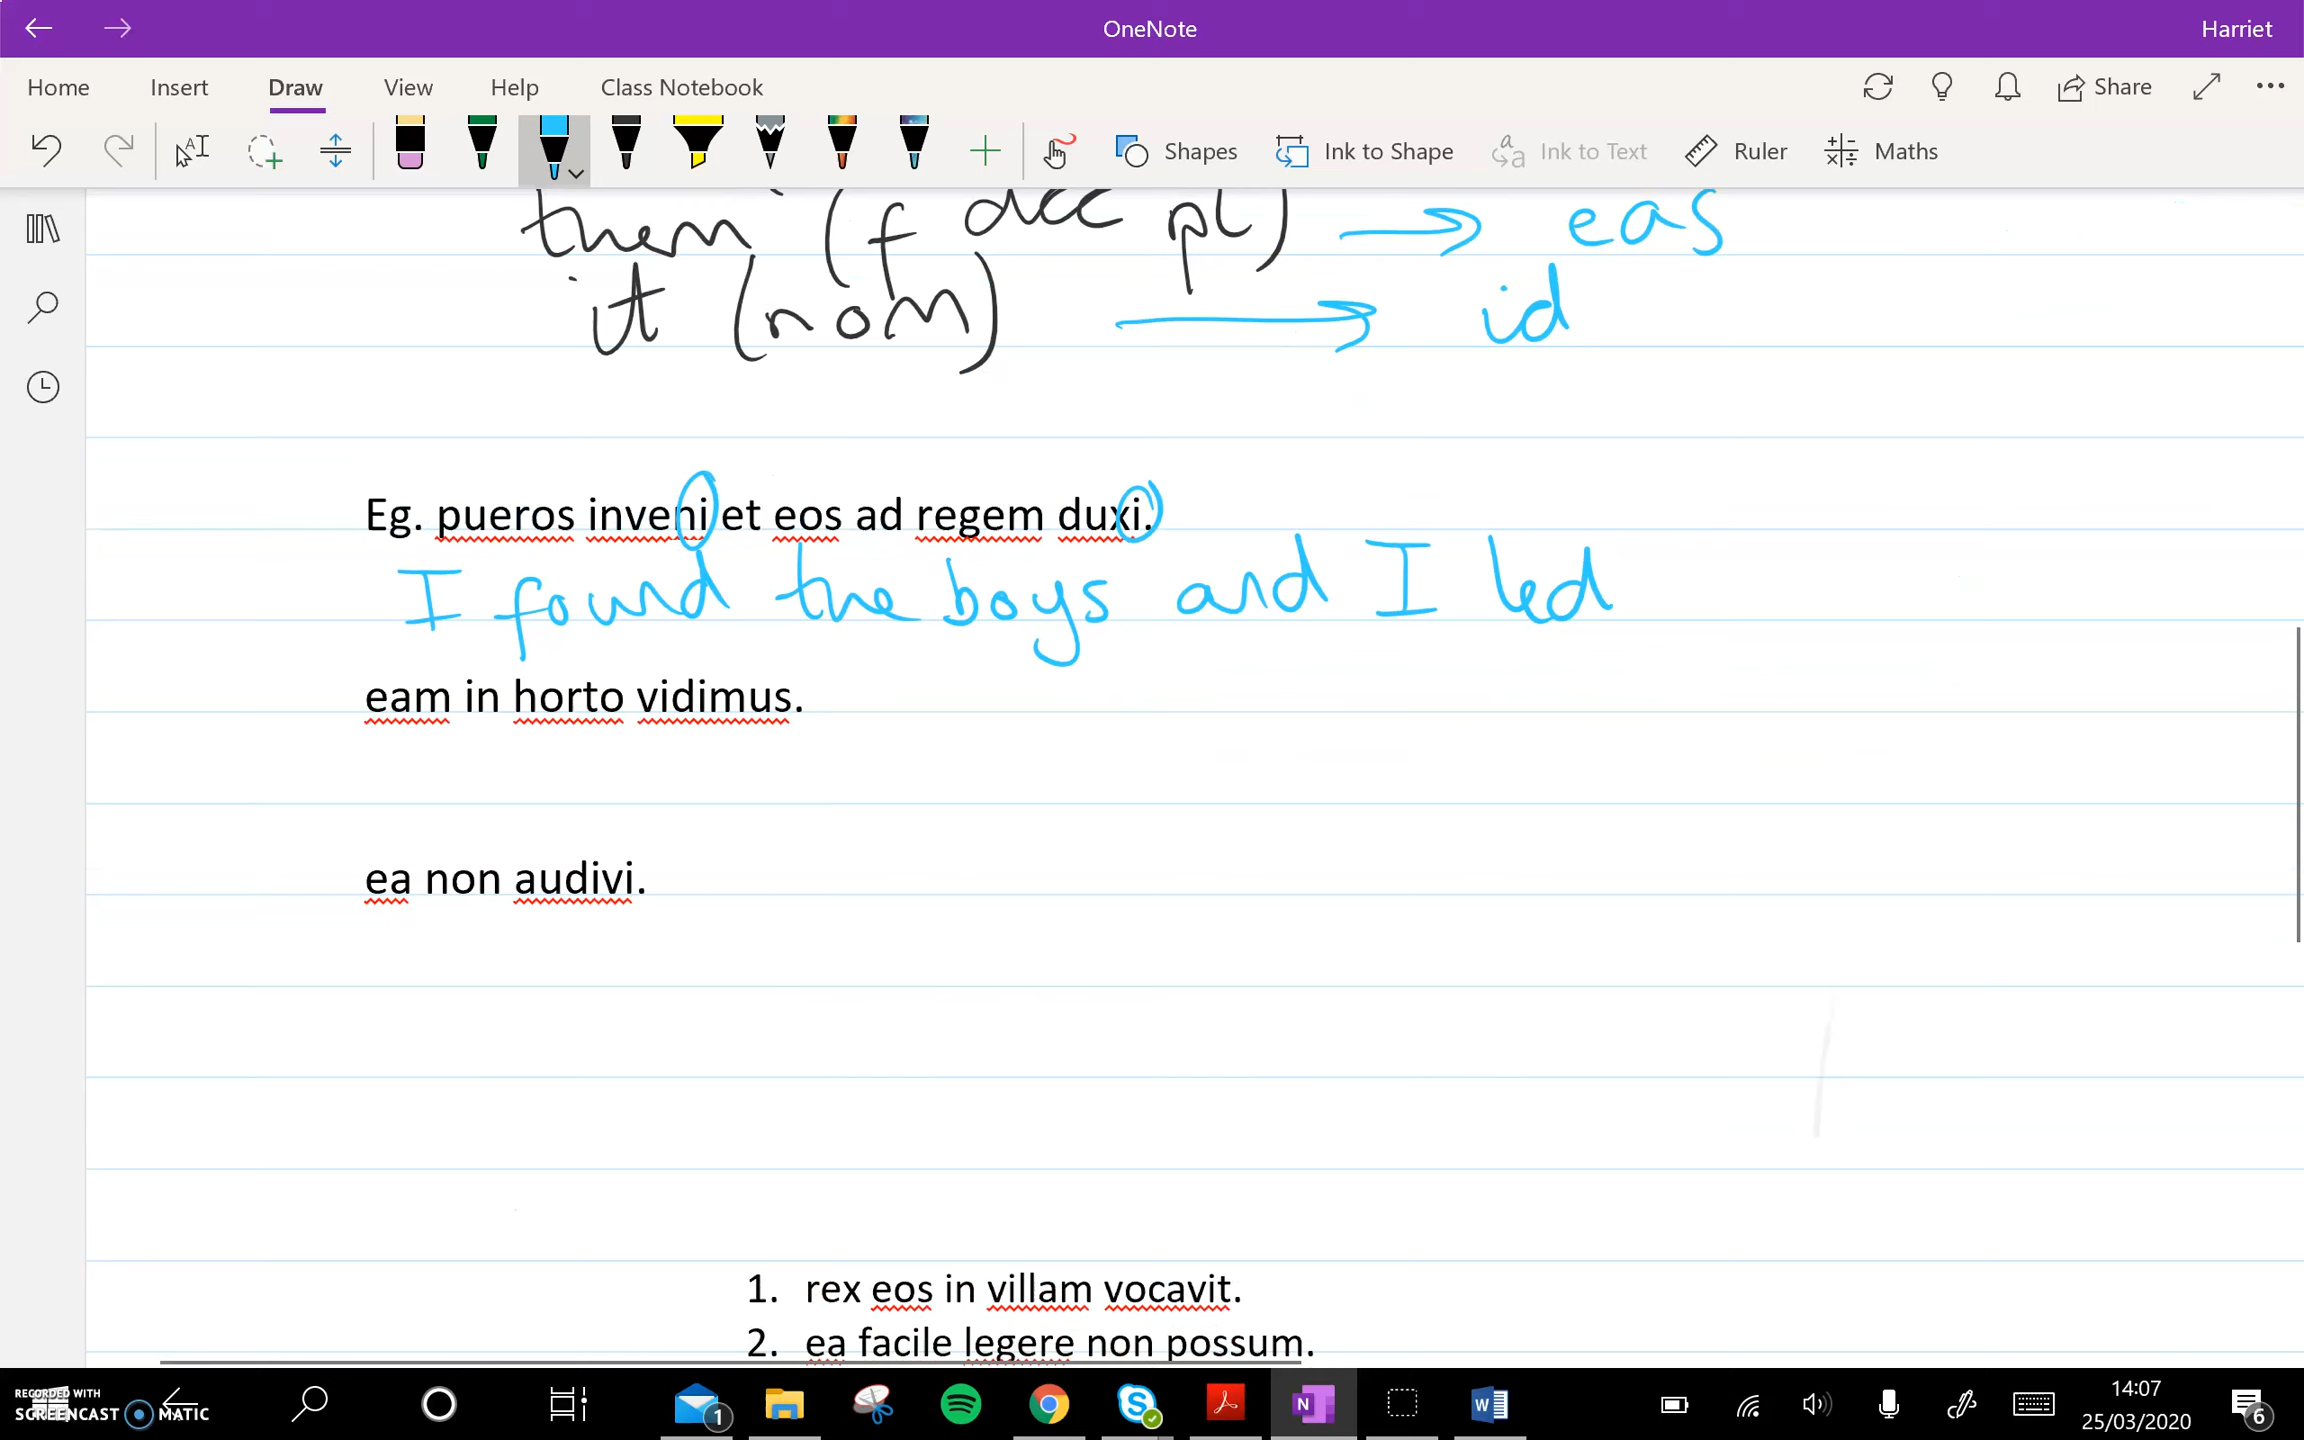 OneNote
Harriet
Home Insert Draw View Help Class Notebook
Share
Shapes Ink to Shape Ink to Text Ruler Maths
them (f acc pl) → eas
it (nom) → id
Eg. pueros inveni et eos ad regem duxi.
I found the boys and I led
eam in horto vidimus.
ea non audivi.
1. rex eos in villam vocavit.
2. ea facile legere non possum.
RECORDED WITH
SCREENCAST MATIC
1
14:07
25/03/2020
6